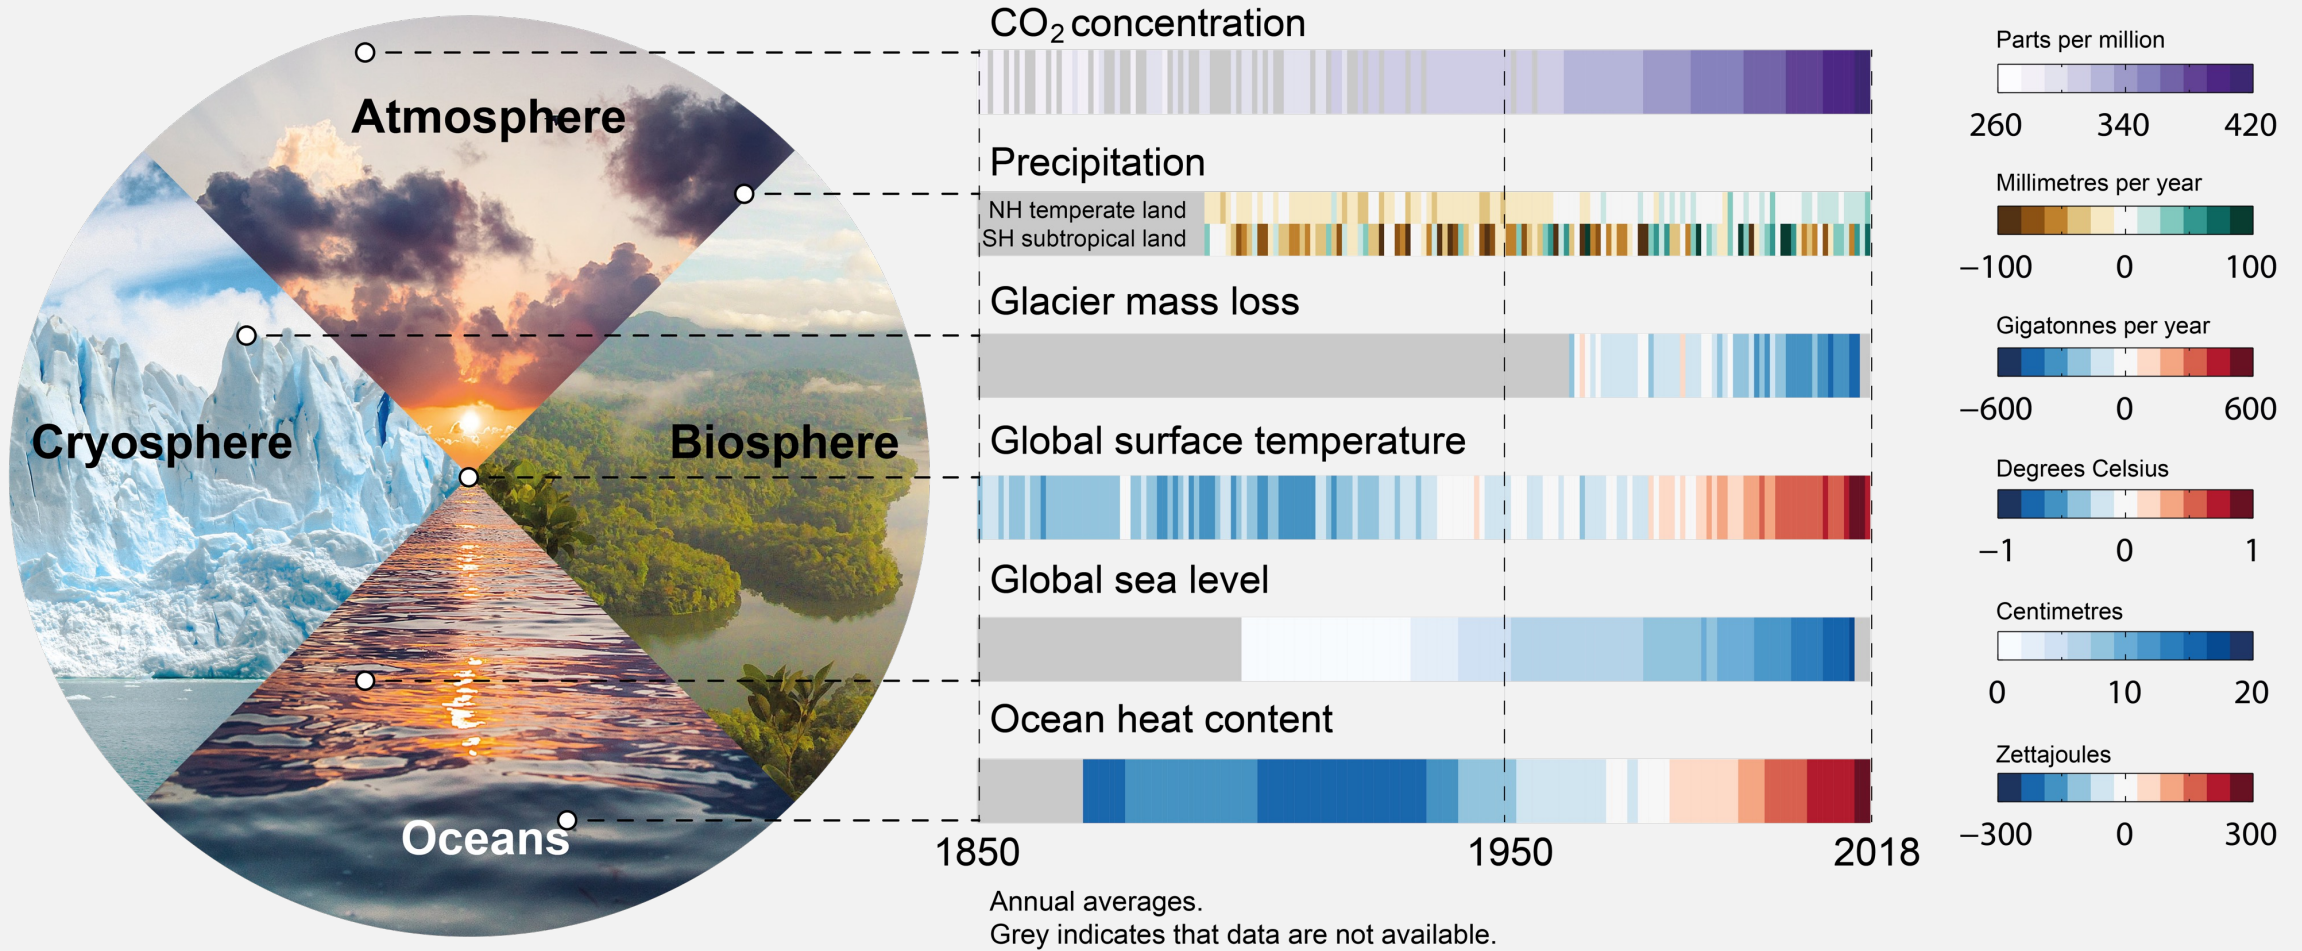 Atmosphere
Cryosphere
Biosphere
Oceans
CO₂ concentration
Precipitation
NH temperate land
SH subtropical land
Glacier mass loss
Global surface temperature
Global sea level
Ocean heat content
1850 1950 2018
Annual averages.
Grey indicates that data are not available.
Parts per million
260 340 420
Millimetres per year
−100 0 100
Gigatonnes per year
−600 0 600
Degrees Celsius
−1 0 1
Centimetres
0 10 20
Zettajoules
−300 0 300